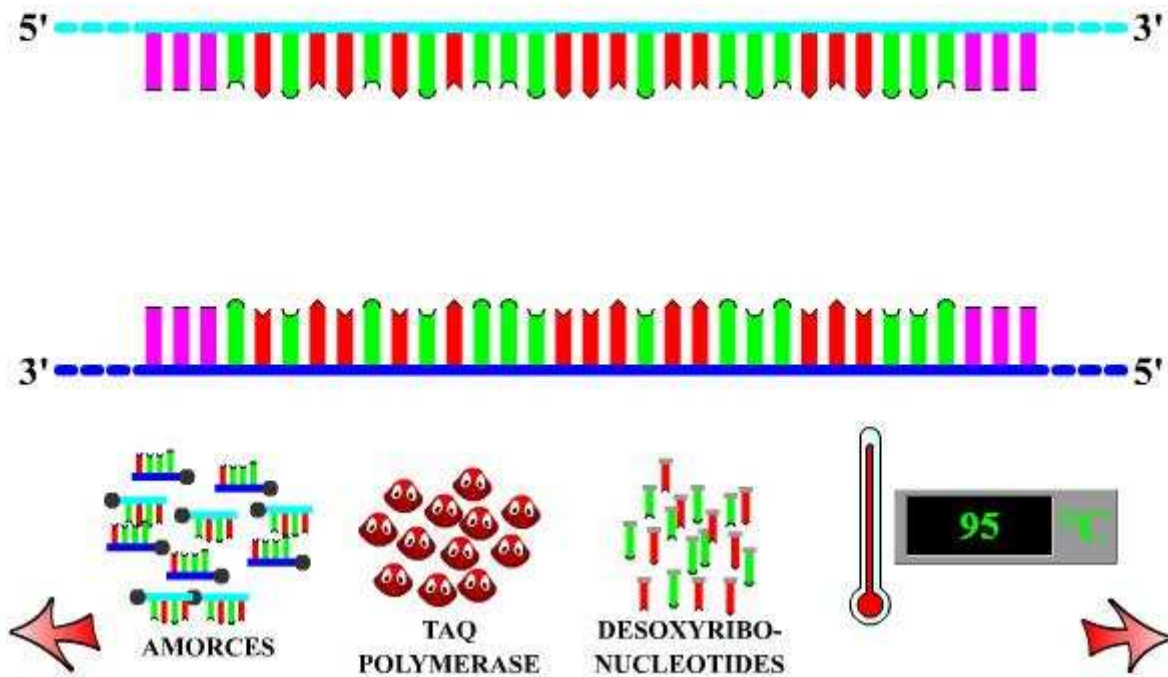 5' 3'
3' 5'
95 °C
AMORCES
TAQ
POLYMERASE
DESOXYRIBO-
NUCLEOTIDES